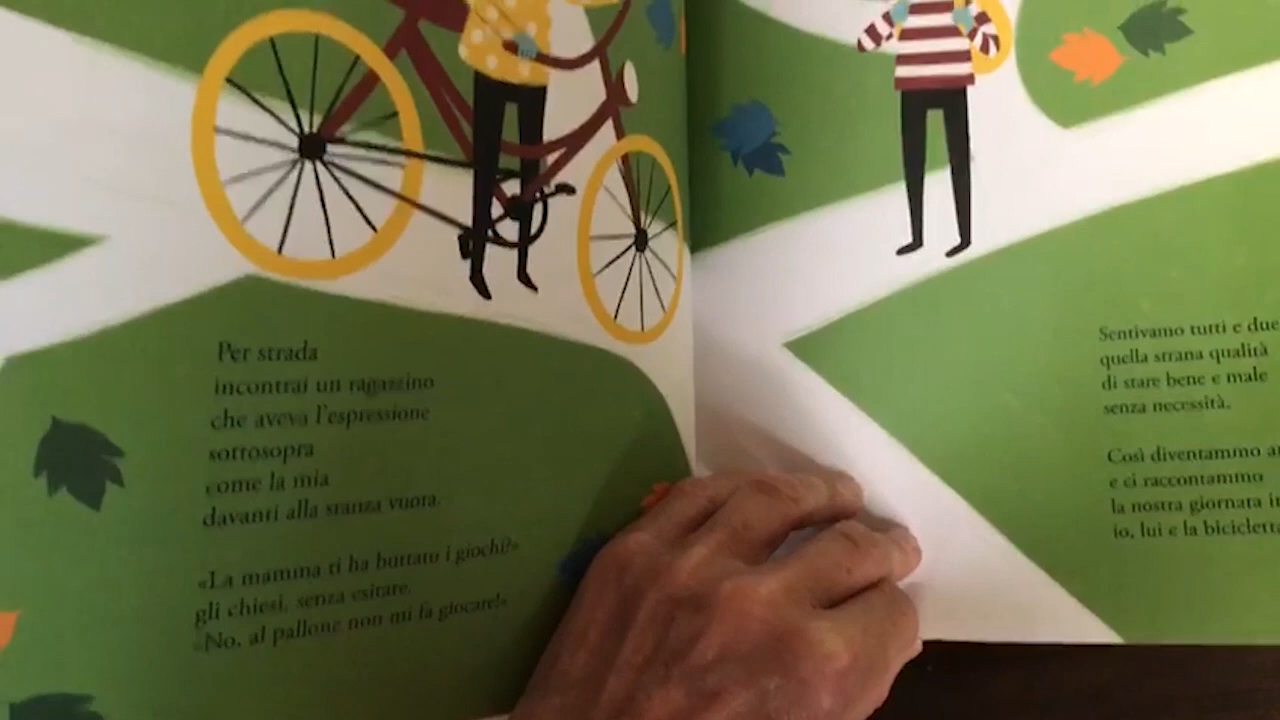 Per strada
incontrai un ragazzino
che aveva l'espressione
sottosopra
come la mia
davanti alla stanza vuota.
«La mamma ti ha buttato i giochi?»
gli chiesi, senza esitare.
«No, al pallone non mi fa giocare!»
Sentivamo tutti e due
quella strana qualità
di stare bene e male
senza necessità.
Così diventammo
e ci raccontammo
la nostra giornata
io, lui e la bicicletta